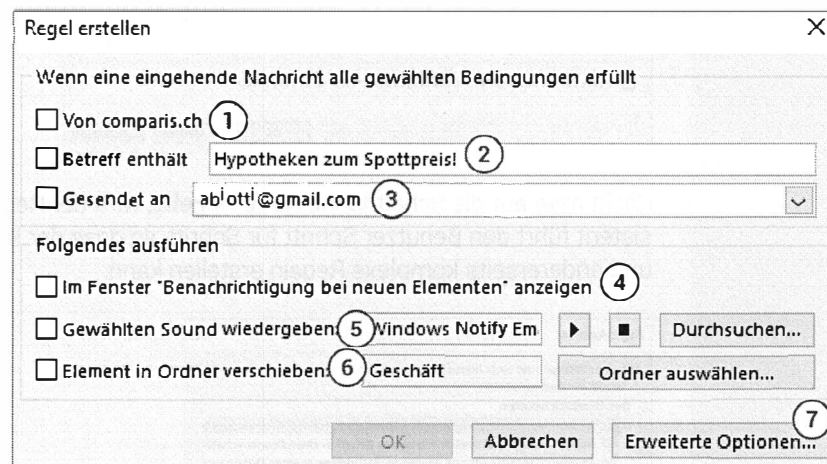 Regel erstellen
Wenn eine eingehende Nachricht alle gewählten Bedingungen erfüllt
Von comparis.ch 1
Betreff enthält Hypotheken zum Spottpreis! 2
Gesendet an abiotti@gmail.com 3
Folgendes ausführen
Im Fenster "Benachrichtigung bei neuen Elementen" anzeigen 4
Gewählten Sound wiedergeben: 5 Windows Notify Em Durchsuchen...
Element in Ordner verschieben: 6 Geschäft Ordner auswählen...
7
OK Abbrechen Erweiterte Optionen...